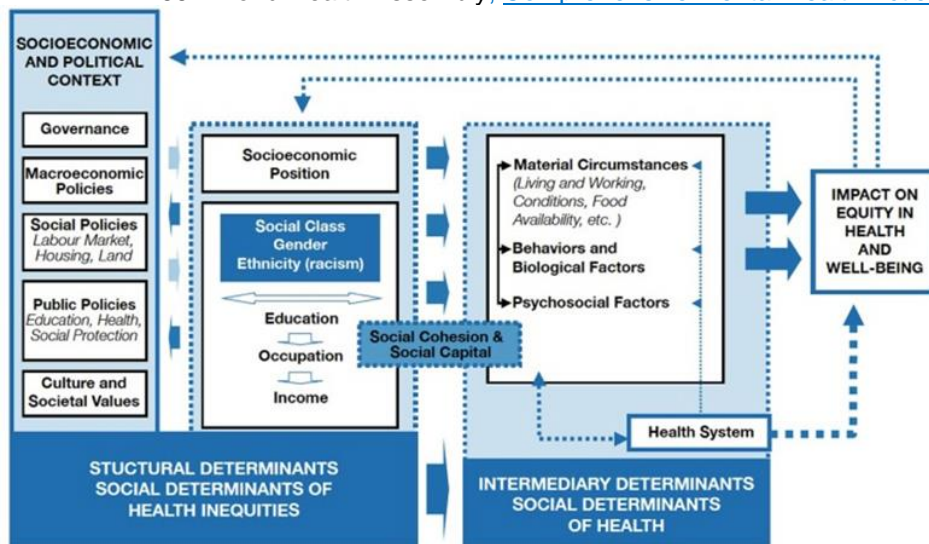 SOCIOECONOMIC
AND POLITICAL
CONTEXT
Governance
Macroeconomic
Policies
Social Policies
Labour Market,
Housing, Land
Public Policies
Education, Health,
Social Protection
Culture and
Societal Values
Socioeconomic
Position
Social Class
Gender
Ethnicity (racism)
Education
Occupation
Income
Social Cohesion &
Social Capital
STUCTURAL DETERMINANTS
SOCIAL DETERMINANTS OF
HEALTH INEQUITIES
Material Circumstances
(Living and Working,
Conditions, Food
Availability, etc. )
Behaviors and
Biological Factors
Psychosocial Factors
Health System
INTERMEDIARY DETERMINANTS
SOCIAL DETERMINANTS
OF HEALTH
IMPACT ON
EQUITY IN
HEALTH
AND
WELL-BEING